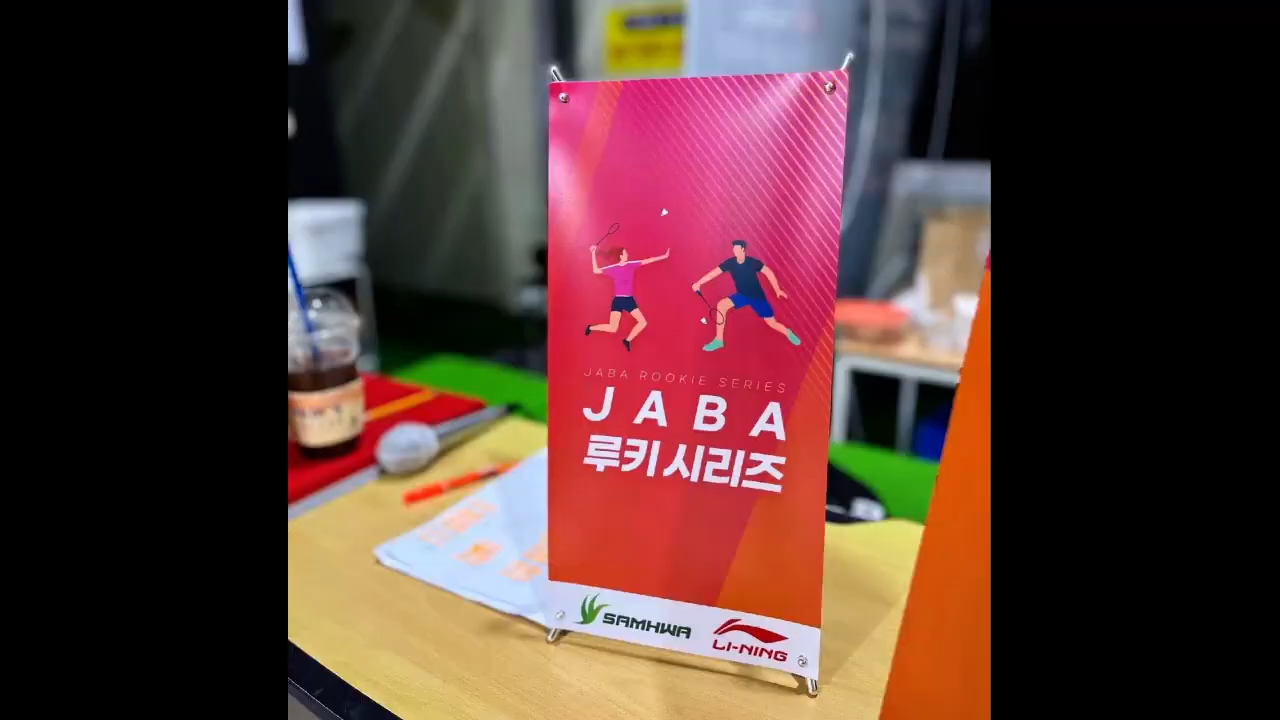 JABA ROOKIE SERIES
JABA
루키 시리즈
SAMHWA
LI-NING